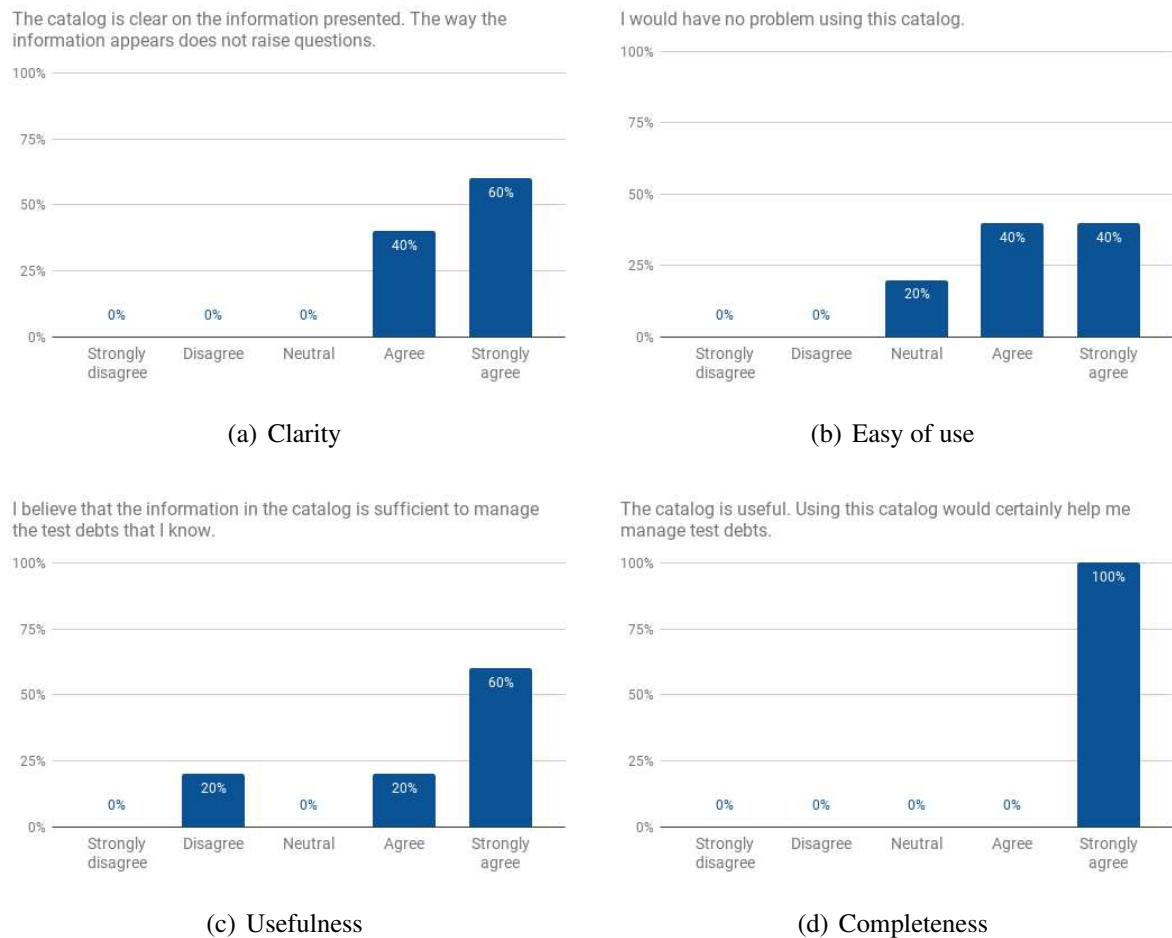 The catalog is clear on the information presented. The way the
information appears does not raise questions.
100%
75%
50%
25%
0%
0%
0%
0%
40%
60%
Strongly
disagree
Disagree
Neutral
Agree
Strongly
agree
(a) Clarity
I would have no problem using this catalog.
100%
75%
50%
25%
0%
0%
0%
20%
40%
40%
Strongly
disagree
Disagree
Neutral
Agree
Strongly
agree
(b) Easy of use
I believe that the information in the catalog is sufficient to manage
the test debts that I know.
100%
75%
50%
25%
0%
0%
20%
0%
20%
60%
Strongly
disagree
Disagree
Neutral
Agree
Strongly
agree
(c) Usefulness
The catalog is useful. Using this catalog would certainly help me
manage test debts.
100%
75%
50%
25%
0%
0%
0%
0%
0%
100%
Strongly
disagree
Disagree
Neutral
Agree
Strongly
agree
(d) Completeness